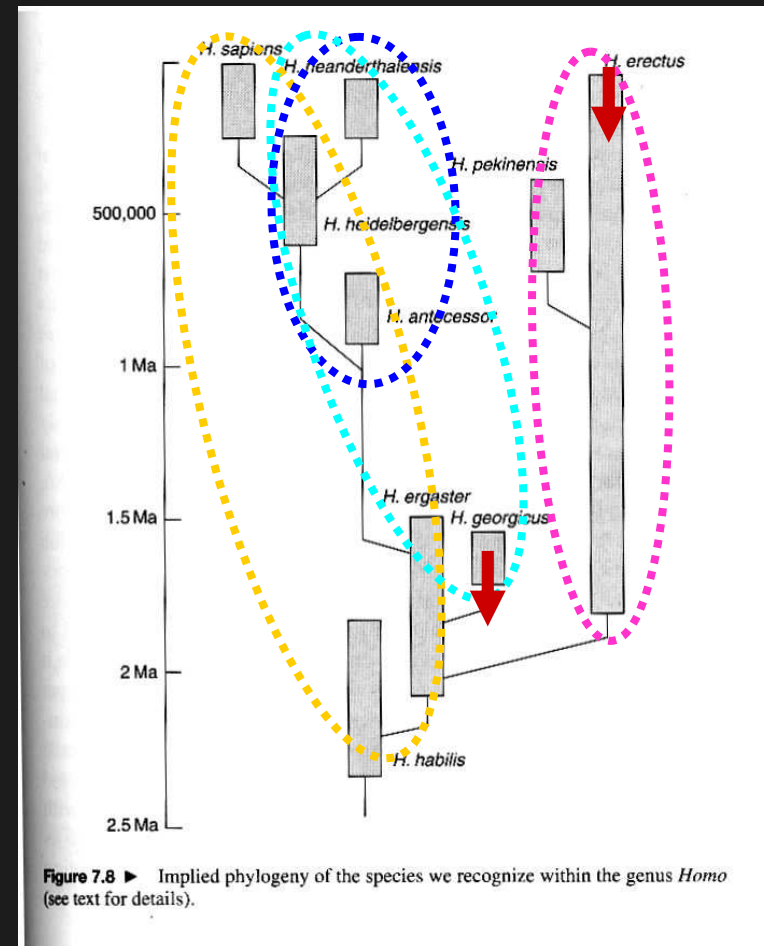 H. sapiens
H. neanderthalensis
H. erectus
H. pekinensis
500,000
H. heidelbergensis
H. antecessor
1 Ma
H. ergaster
1.5 Ma
H. georgicus
2 Ma
H. habilis
2.5 Ma
Figure 7.8 ► Implied phylogeny of the species we recognize within the genus Homo
(see text for details).